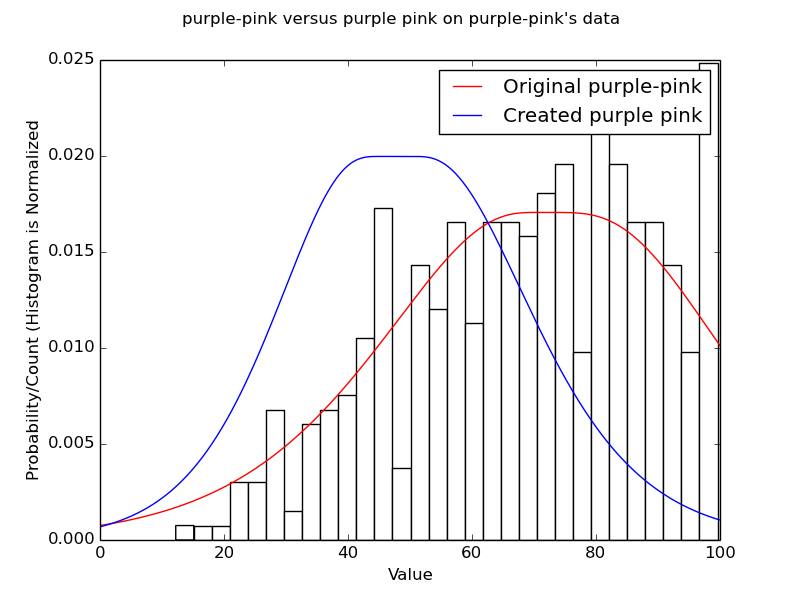 purple-pink versus purple pink on purple-pink's data
0.025
0.020
0.015
0.010
0.005
0.000
Probability/Count (Histogram is Normalized
Original purple-pink
Created purple pink
0 20 40 60 80 100
Value